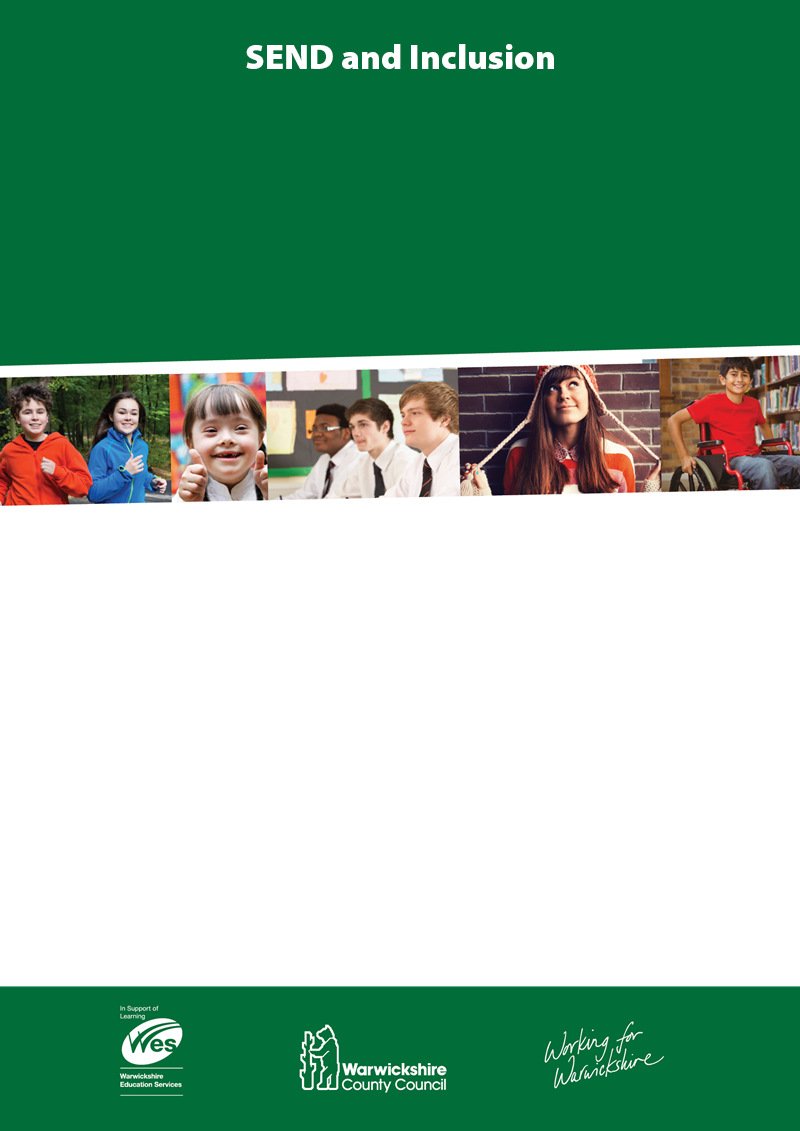 SEND and Inclusion
In Support of
Learning
Wes
Warwickshire
Education Services
Warwickshire
County Council
Working for
Warwickshire